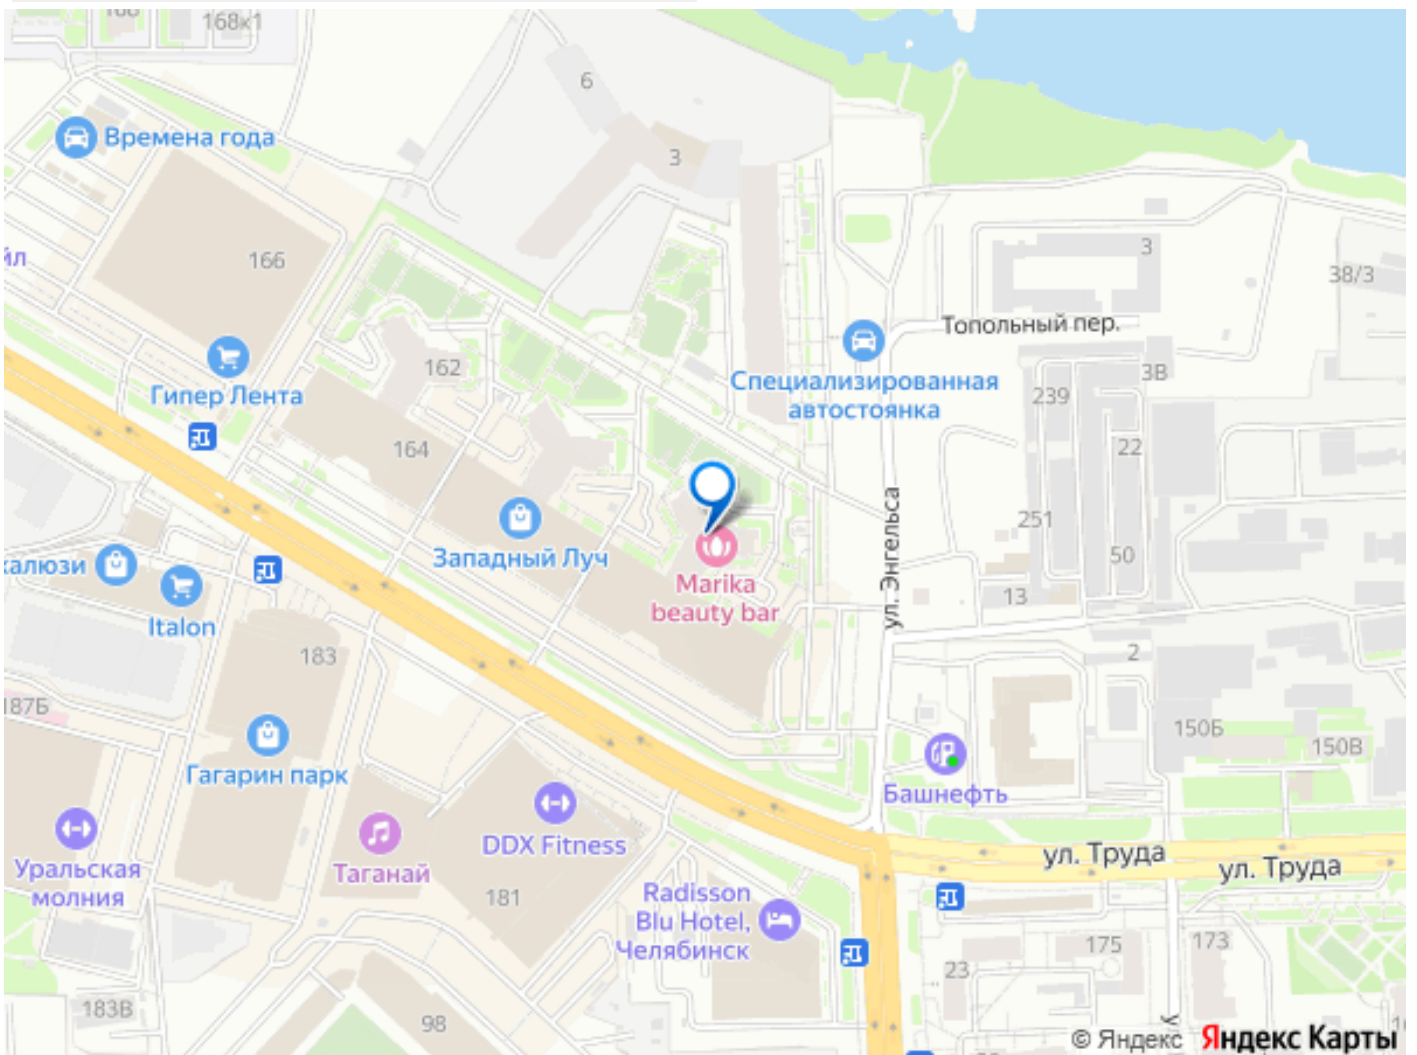 168к1
6
Времена года
3
166
йл
3
38/3
Топольный пер.
162
Гипер Лента
Специализированная
автостоянка
3В
239
164
22
ул. Энгельса
251
Западный Луч
50
калюзи
Marika
beauty bar
13
Italon
183
2
187Б
150Б
150В
Гагарин парк
Башнефть
DDX Fitness
ул. Труда
ул. Труда
Уральская
молния
Таганай
181
Radisson
Blu Hotel,
Челябинск
175
173
23
183В
98
© Яндекс Яндекс Карты